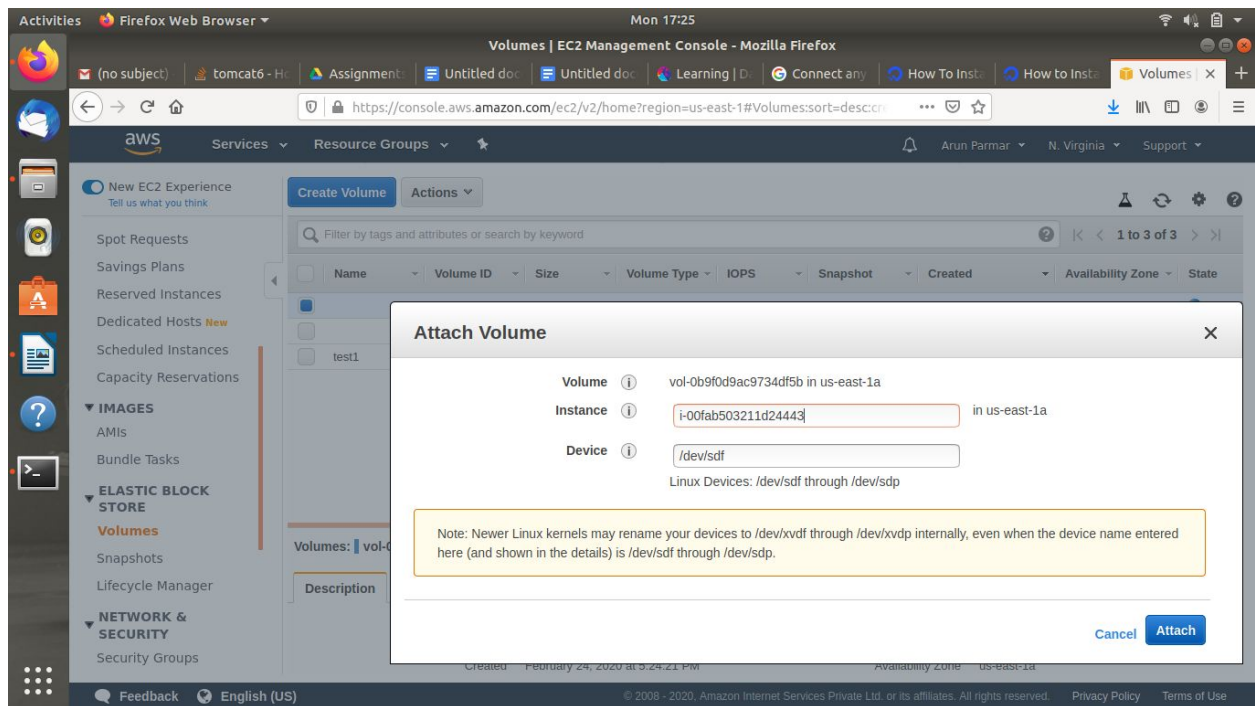 Activities Firefox Web Browser Mon 17:25
Volumes | EC2 Management Console - Mozilla Firefox
(no subject) tomcat6 - Ho Assignments Untitled doc Untitled doc Learning | Da Connect any How To Insta How to Insta Volumes
https://console.aws.amazon.com/ec2/v2/home?region=us-east-1#Volumes:sort=desc:cre
aws Services Resource Groups Arun Parmar N. Virginia Support
New EC2 Experience
Tell us what you think
Create Volume Actions
Spot Requests
Savings Plans
Reserved Instances
Dedicated Hosts New
Scheduled Instances
Capacity Reservations
IMAGES
AMIs
Bundle Tasks
ELASTIC BLOCK
STORE
Volumes
Snapshots
Lifecycle Manager
NETWORK &
SECURITY
Security Groups
Filter by tags and attributes or search by keyword 1 to 3 of 3
Name Volume ID Size Volume Type IOPS Snapshot Created Availability Zone State
test1
Attach Volume
Volume vol-0b9f0d9ac9734df5b in us-east-1a
Instance i-00fab503211d24443 in us-east-1a
Device /dev/sdf
Linux Devices: /dev/sdf through /dev/sdp
Note: Newer Linux kernels may rename your devices to /dev/xvdf through /dev/xvdp internally, even when the device name entered
here (and shown in the details) is /dev/sdf through /dev/sdp.
Cancel Attach
Volumes: vol-0
Description
Created February 24, 2020 at 5:24:21 PM Availability Zone us-east-1a
Feedback English (US) © 2008 - 2020, Amazon Internet Services Private Ltd. or its affiliates. All rights reserved. Privacy Policy Terms of Use